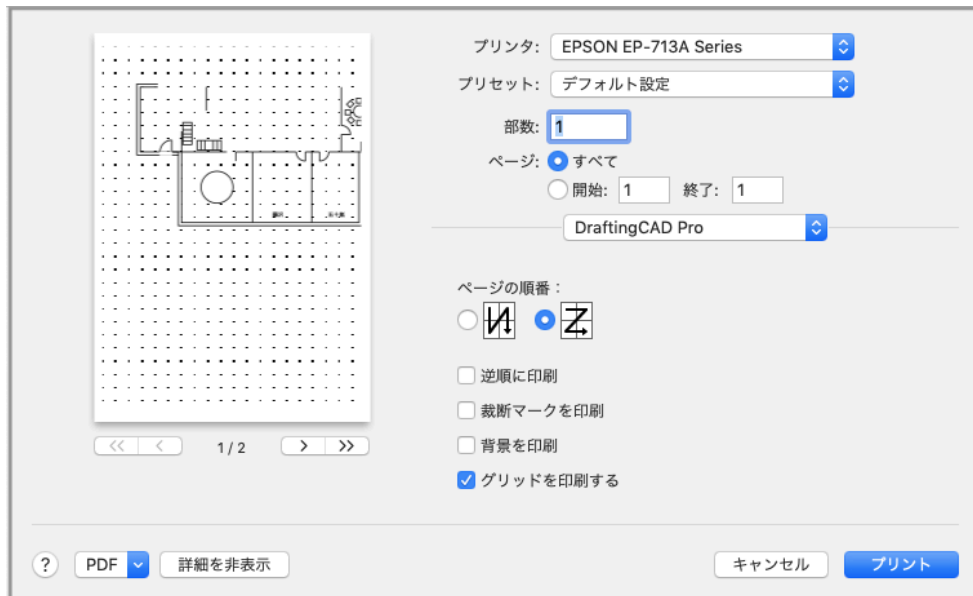 プリンタ: EPSON EP-713A Series
プリセット: デフォルト設定
部数: 1
ページ: すべて
開始: 1 終了: 1
DraftingCAD Pro
ページの順番：
逆順に印刷
裁断マークを印刷
背景を印刷
グリッドを印刷する
1 / 2
? PDF 詳細を非表示 キャンセル プリント